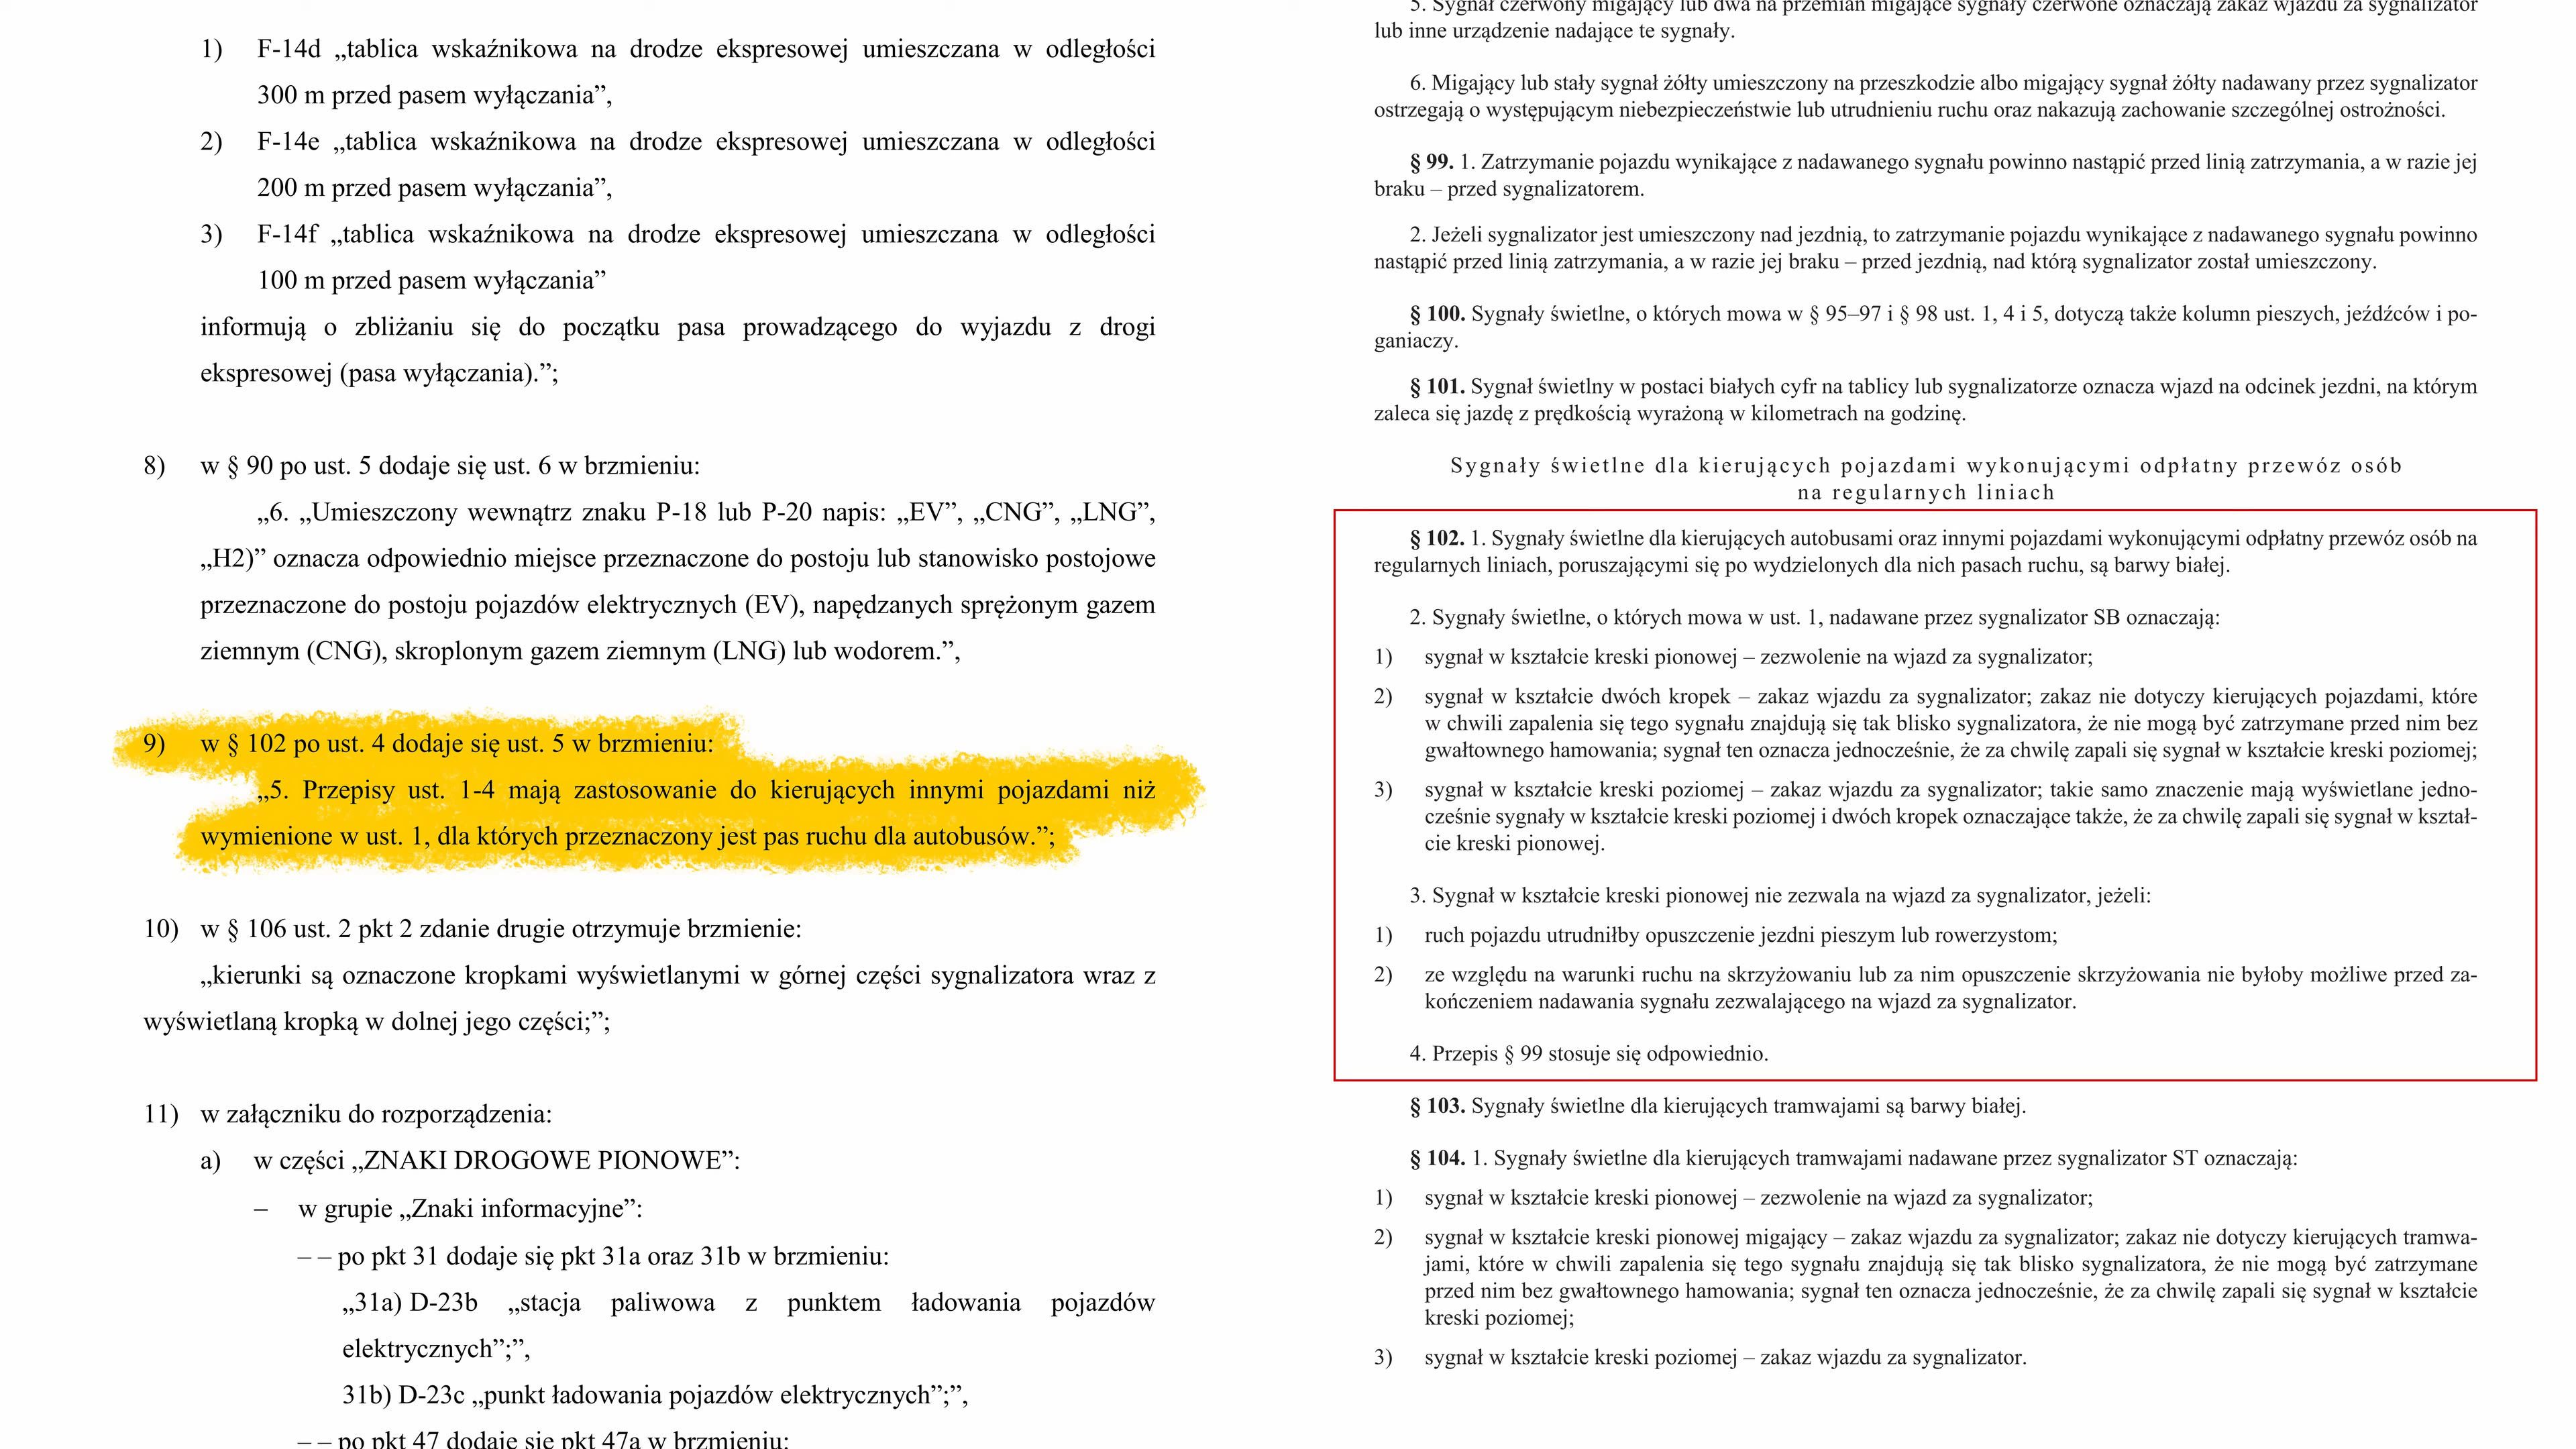 1) F-14d „tablica wskaźnikowa na drodze ekspresowej umieszczana w odległości
300 m przed pasem wyłączania”,
2) F-14e „tablica wskaźnikowa na drodze ekspresowej umieszczana w odległości
200 m przed pasem wyłączania”,
3) F-14f „tablica wskaźnikowa na drodze ekspresowej umieszczana w odległości
100 m przed pasem wyłączania”
informują o zbliżaniu się do początku pasa prowadzącego do wyjazdu z drogi
ekspresowej (pasa wyłączania).”;
8) w § 90 po ust. 5 dodaje się ust. 6 w brzmieniu:
„6. „Umieszczony wewnątrz znaku P-18 lub P-20 napis: „EV”, „CNG”, „LNG”,
„H2)” oznacza odpowiednio miejsce przeznaczone do postoju lub stanowisko postojowe
przeznaczone do postoju pojazdów elektrycznych (EV), napędzanych sprężonym gazem
ziemnym (CNG), skroplonym gazem ziemnym (LNG) lub wodorem.”,
9) w § 102 po ust. 4 dodaje się ust. 5 w brzmieniu:
„5. Przepisy ust. 1-4 mają zastosowanie do kierujących innymi pojazdami niż
wymienione w ust. 1, dla których przeznaczony jest pas ruchu dla autobusów.”;
10) w § 106 ust. 2 pkt 2 zdanie drugie otrzymuje brzmienie:
„kierunki są oznaczone kropkami wyświetlanymi w górnej części sygnalizatora wraz z
wyświetlaną kropką w dolnej jego części;”;
11) w załączniku do rozporządzenia:
a) w części „ZNAKI DROGOWE PIONOWE”:
– w grupie „Znaki informacyjne”:
– – po pkt 31 dodaje się pkt 31a oraz 31b w brzmieniu:
„31a) D-23b „stacja paliwowa z punktem ładowania pojazdów
elektrycznych”;”,
31b) D-23c „punkt ładowania pojazdów elektrycznych”;”,
– – po pkt 47 dodaje się pkt 47a w brzmieniu:
5. Sygnał czerwony migający lub dwa na przemian migające sygnały czerwone oznaczają zakaz wjazdu za sygnalizator
lub inne urządzenie nadające te sygnały.
6. Migający lub stały sygnał żółty umieszczony na przeszkodzie albo migający sygnał żółty nadawany przez sygnalizator
ostrzegają o występującym niebezpieczeństwie lub utrudnieniu ruchu oraz nakazują zachowanie szczególnej ostrożności.
§ 99. 1. Zatrzymanie pojazdu wynikające z nadawanego sygnału powinno nastąpić przed linią zatrzymania, a w razie jej
braku – przed sygnalizatorem.
2. Jeżeli sygnalizator jest umieszczony nad jezdnią, to zatrzymanie pojazdu wynikające z nadawanego sygnału powinno
nastąpić przed linią zatrzymania, a w razie jej braku – przed jezdnią, nad którą sygnalizator został umieszczony.
§ 100. Sygnały świetlne, o których mowa w § 95–97 i § 98 ust. 1, 4 i 5, dotyczą także kolumn pieszych, jeźdźców i po-
ganiaczy.
§ 101. Sygnał świetlny w postaci białych cyfr na tablicy lub sygnalizatorze oznacza wjazd na odcinek jezdni, na którym
zaleca się jazdę z prędkością wyrażoną w kilometrach na godzinę.
Sygnały świetlne dla kierujących pojazdami wykonującymi odpłatny przewóz osób
na regularnych liniach
§ 102. 1. Sygnały świetlne dla kierujących autobusami oraz innymi pojazdami wykonującymi odpłatny przewóz osób na
regularnych liniach, poruszającymi się po wydzielonych dla nich pasach ruchu, są barwy białej.
2. Sygnały świetlne, o których mowa w ust. 1, nadawane przez sygnalizator SB oznaczają:
1) sygnał w kształcie kreski pionowej – zezwolenie na wjazd za sygnalizator;
2) sygnał w kształcie dwóch kropek – zakaz wjazdu za sygnalizator; zakaz nie dotyczy kierujących pojazdami, które
w chwili zapalenia się tego sygnału znajdują się tak blisko sygnalizatora, że nie mogą być zatrzymane przed nim bez
gwałtownego hamowania; sygnał ten oznacza jednocześnie, że za chwilę zapali się sygnał w kształcie kreski poziomej;
3) sygnał w kształcie kreski poziomej – zakaz wjazdu za sygnalizator; takie samo znaczenie mają wyświetlane jedno-
cześnie sygnały w kształcie kreski poziomej i dwóch kropek oznaczające także, że za chwilę zapali się sygnał w kształ-
cie kreski pionowej.
3. Sygnał w kształcie kreski pionowej nie zezwala na wjazd za sygnalizator, jeżeli:
1) ruch pojazdu utrudniłby opuszczenie jezdni pieszym lub rowerzystom;
2) ze względu na warunki ruchu na skrzyżowaniu lub za nim opuszczenie skrzyżowania nie byłoby możliwe przed za-
kończeniem nadawania sygnału zezwalającego na wjazd za sygnalizator.
4. Przepis § 99 stosuje się odpowiednio.
§ 103. Sygnały świetlne dla kierujących tramwajami są barwy białej.
§ 104. 1. Sygnały świetlne dla kierujących tramwajami nadawane przez sygnalizator ST oznaczają:
1) sygnał w kształcie kreski pionowej – zezwolenie na wjazd za sygnalizator;
2) sygnał w kształcie kreski pionowej migający – zakaz wjazdu za sygnalizator; zakaz nie dotyczy kierujących tramwa-
jami, które w chwili zapalenia się tego sygnału znajdują się tak blisko sygnalizatora, że nie mogą być zatrzymane
przed nim bez gwałtownego hamowania; sygnał ten oznacza jednocześnie, że za chwilę zapali się sygnał w kształcie
kreski poziomej;
3) sygnał w kształcie kreski poziomej – zakaz wjazdu za sygnalizator.